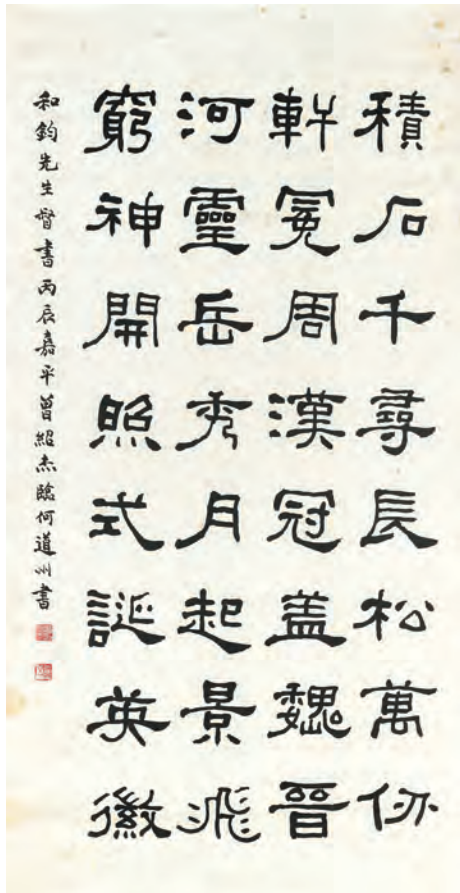 積石千尋長松萬仞
軒冕周漢冠盖魏晉
河靈岳秀月起景飛
窮神開照式誕英徽
和鈞先生督書丙辰嘉平曾紹杰臨何道州書